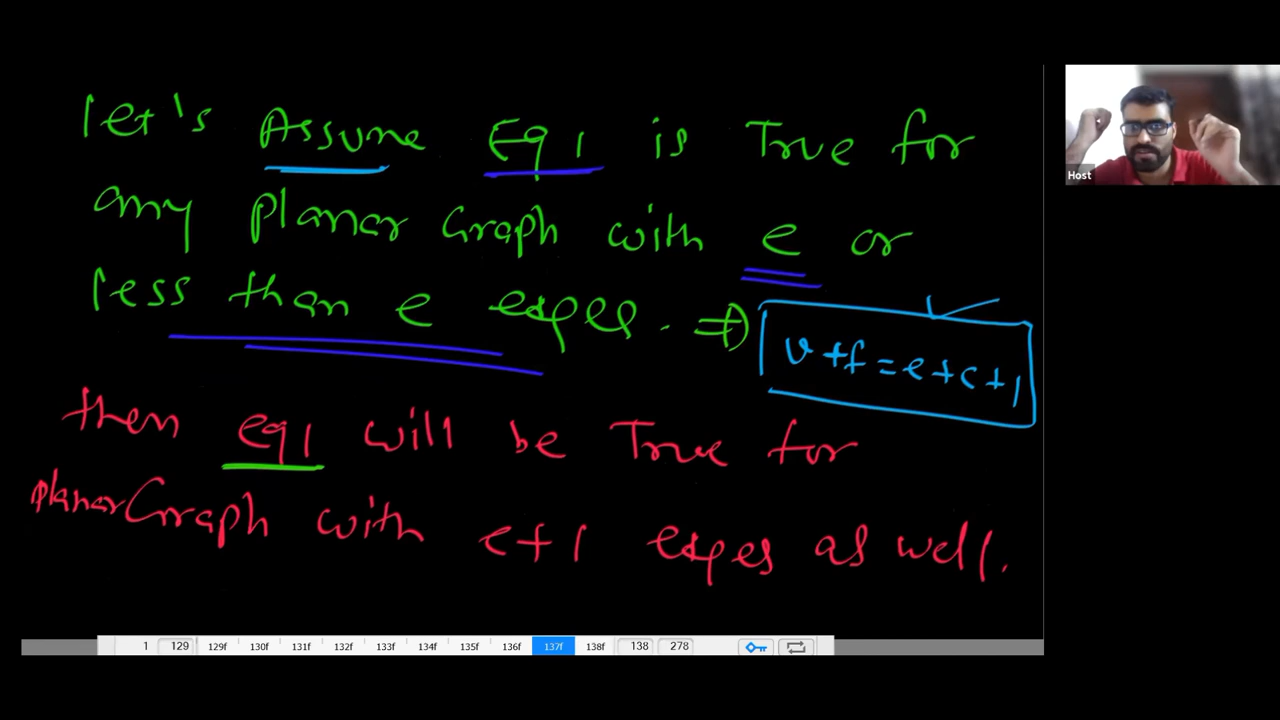 let's Assume Eq 1 is True for
any planar Graph with e or
less than e edges. ⇒ v+f=e+c+1
then eq1 will be True for
planar Graph with e+1 edges as well.
Host
1 129 129f 130f 131f 132f 133f 134f 135f 136f 137f 138f 138 278